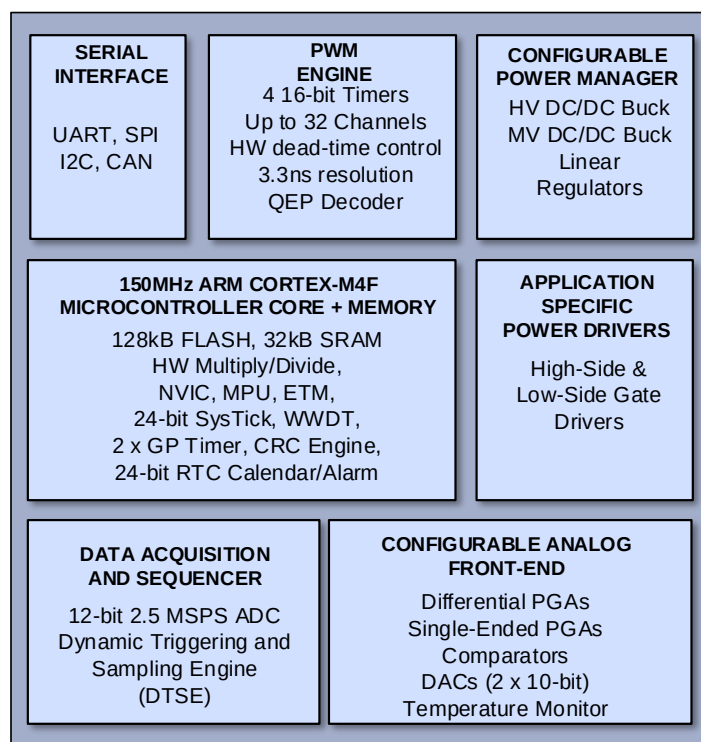 SERIAL
INTERFACE
UART, SPI
I2C, CAN
PWM
ENGINE
4 16-bit Timers
Up to 32 Channels
HW dead-time control
3.3ns resolution
QEP Decoder
CONFIGURABLE
POWER MANAGER
HV DC/DC Buck
MV DC/DC Buck
Linear
Regulators
150MHz ARM CORTEX-M4F
MICROCONTROLLER CORE + MEMORY
128kB FLASH, 32kB SRAM
HW Multiply/Divide,
NVIC, MPU, ETM,
24-bit SysTick, WWDT,
2 x GP Timer, CRC Engine,
24-bit RTC Calendar/Alarm
APPLICATION
SPECIFIC
POWER DRIVERS
High-Side &
Low-Side Gate
Drivers
DATA ACQUISITION
AND SEQUENCER
12-bit 2.5 MSPS ADC
Dynamic Triggering and
Sampling Engine
(DTSE)
CONFIGURABLE ANALOG
FRONT-END
Differential PGAs
Single-Ended PGAs
Comparators
DACs (2 x 10-bit)
Temperature Monitor